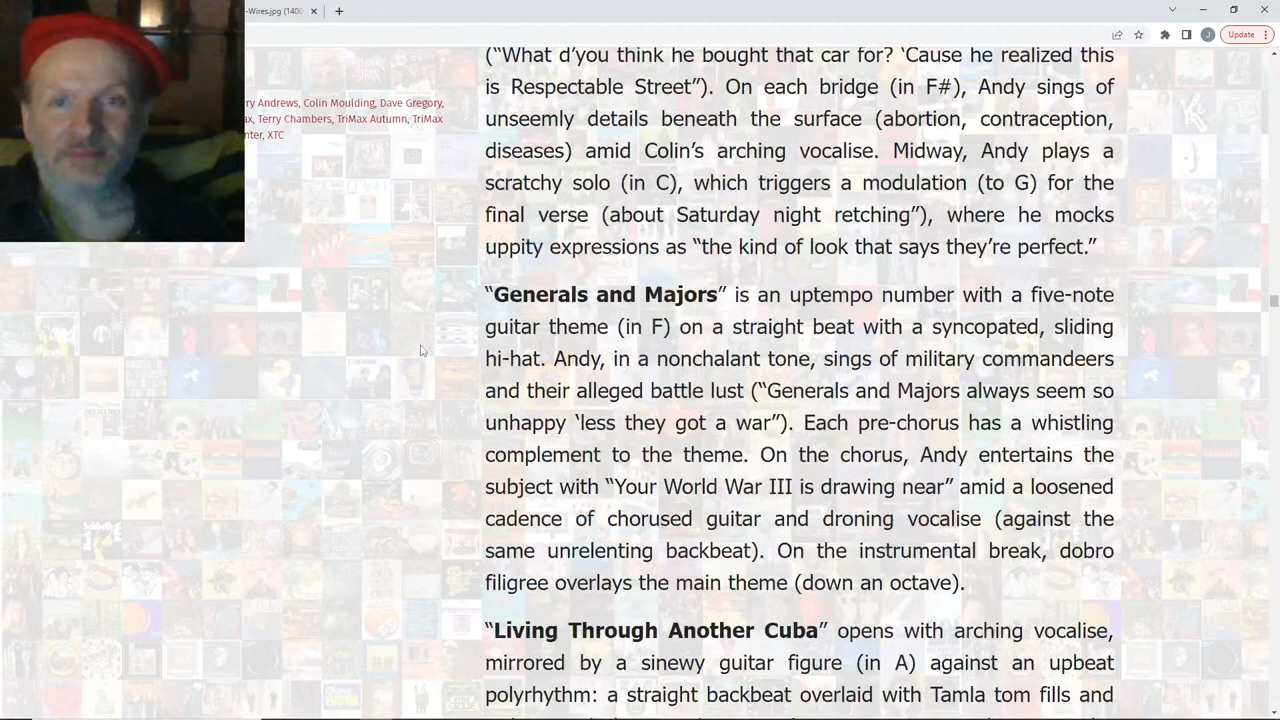 -Wires.jpg (1400
Update
J
ry Andrews, Colin Moulding, Dave Gregory,
ax, Terry Chambers, TriMax Autumn, TriMax
nter, XTC
(“What d’you think he bought that car for? ‘Cause he realized this
is Respectable Street”). On each bridge (in F#), Andy sings of
unseemly details beneath the surface (abortion, contraception,
diseases) amid Colin’s arching vocalise. Midway, Andy plays a
scratchy solo (in C), which triggers a modulation (to G) for the
final verse (about Saturday night retching”), where he mocks
uppity expressions as “the kind of look that says they’re perfect.”
“Generals and Majors” is an uptempo number with a five-note
guitar theme (in F) on a straight beat with a syncopated, sliding
hi-hat. Andy, in a nonchalant tone, sings of military commandeers
and their alleged battle lust (“Generals and Majors always seem so
unhappy ‘less they got a war”). Each pre-chorus has a whistling
complement to the theme. On the chorus, Andy entertains the
subject with “Your World War III is drawing near” amid a loosened
cadence of chorused guitar and droning vocalise (against the
same unrelenting backbeat). On the instrumental break, dobro
filigree overlays the main theme (down an octave).
“Living Through Another Cuba” opens with arching vocalise,
mirrored by a sinewy guitar figure (in A) against an upbeat
polyrhythm: a straight backbeat overlaid with Tamla tom fills and